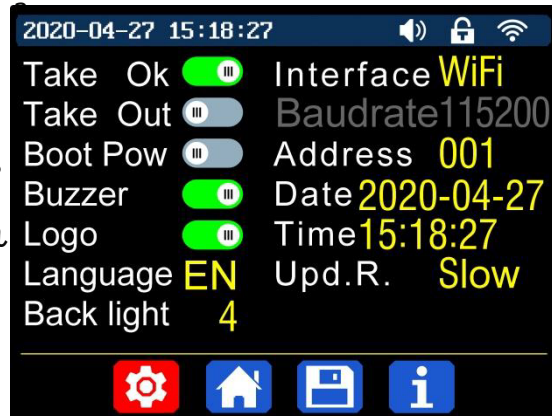 2020-04-27 15:18:27
Take Ok
Take Out
Boot Pow
Buzzer
Logo
Language EN
Back light 4
Interface WiFi
Baudrate115200
Address 001
Date 2020-04-27
Time 15:18:27
Upd.R. Slow
i